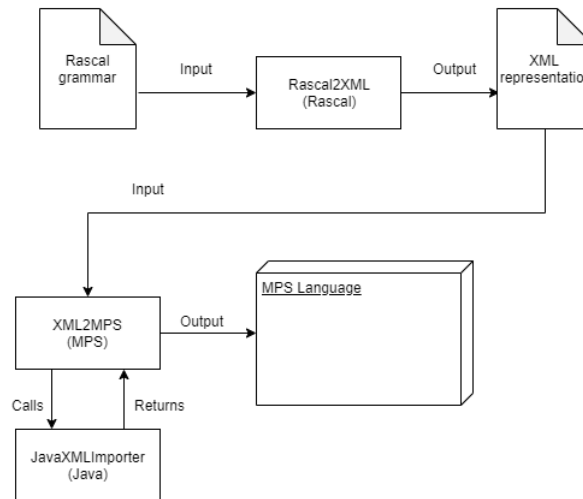 Rascal
grammar
Input
Rascal2XML
(Rascal)
Output
XML
representation
Input
XML2MPS
(MPS)
Output
MPS Language
Calls
Returns
JavaXMLImporter
(Java)